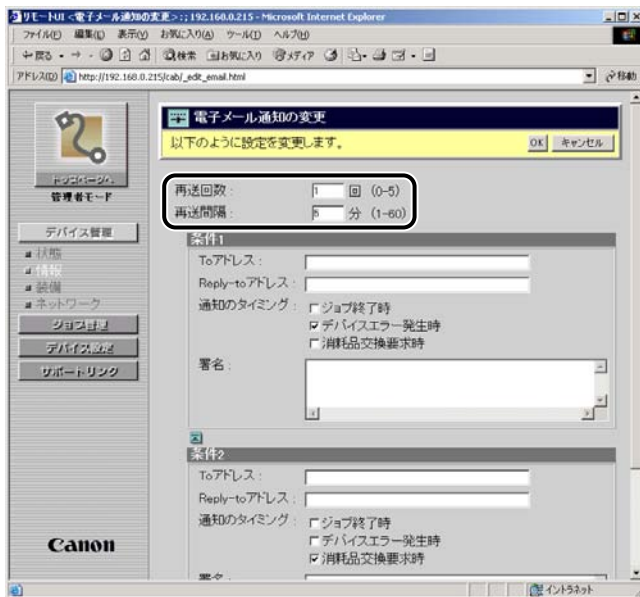 リモートUI <電子メール通知の変更>:;;192.168.0.215 - Microsoft Internet Explorer
ファイル(F) 編集(E) 表示(V) お気に入り(A) ツール(T) ヘルプ(H)
戻る 検索 お気に入り メディア
アドレス(D) http://192.168.0.215/cab/_edt_email.html 移動
電子メール通知の変更
以下のように設定を変更します。 OK キャンセル
トップページへ
管理者モード
再送回数: 1 回 (0-5)
再送間隔: 5 分 (1-60)
デバイス管理
状態
情報
装備
ネットワーク
ジョブ管理
デバイス設定
サポートリンク
条件1
Toアドレス:
Reply-toアドレス:
通知のタイミング: ジョブ終了時
デバイスエラー発生時
消耗品交換要求時
署名:
条件2
Toアドレス:
Reply-toアドレス:
通知のタイミング: ジョブ終了時
デバイスエラー発生時
消耗品交換要求時
署名:
Canon
イントラネット